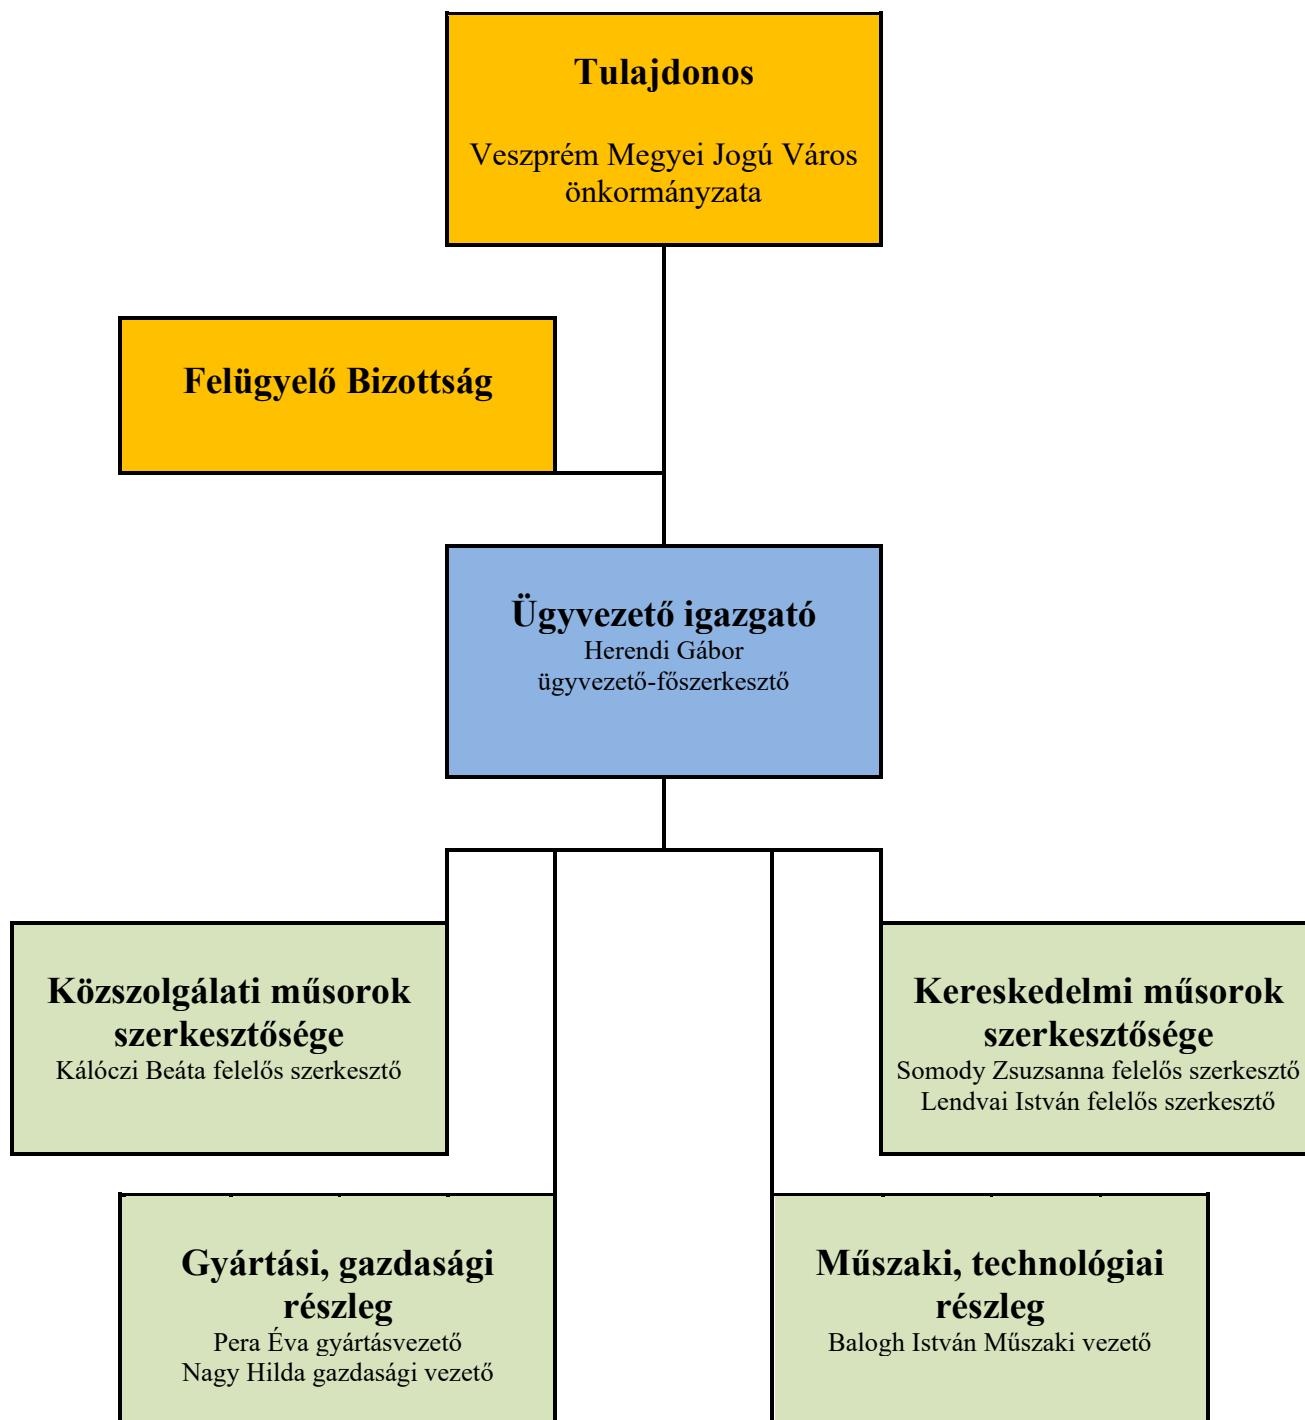 Tulajdonos
Veszprém Megyei Jogú Város
önkormányzata
Felügyelő Bizottság
Ügyvezető igazgató
Herendi Gábor
ügyvezető-főszerkesztő
Közszolgálati műsorok
szerkesztősége
Kálóczi Beáta felelős szerkesztő
Kereskedelmi műsorok
szerkesztősége
Somody Zsuzsanna felelős szerkesztő
Lendvai István felelős szerkesztő
Gyártási, gazdasági
részleg
Pera Éva gyártásvezető
Nagy Hilda gazdasági vezető
Műszaki, technológiai
részleg
Balogh István Műszaki vezető